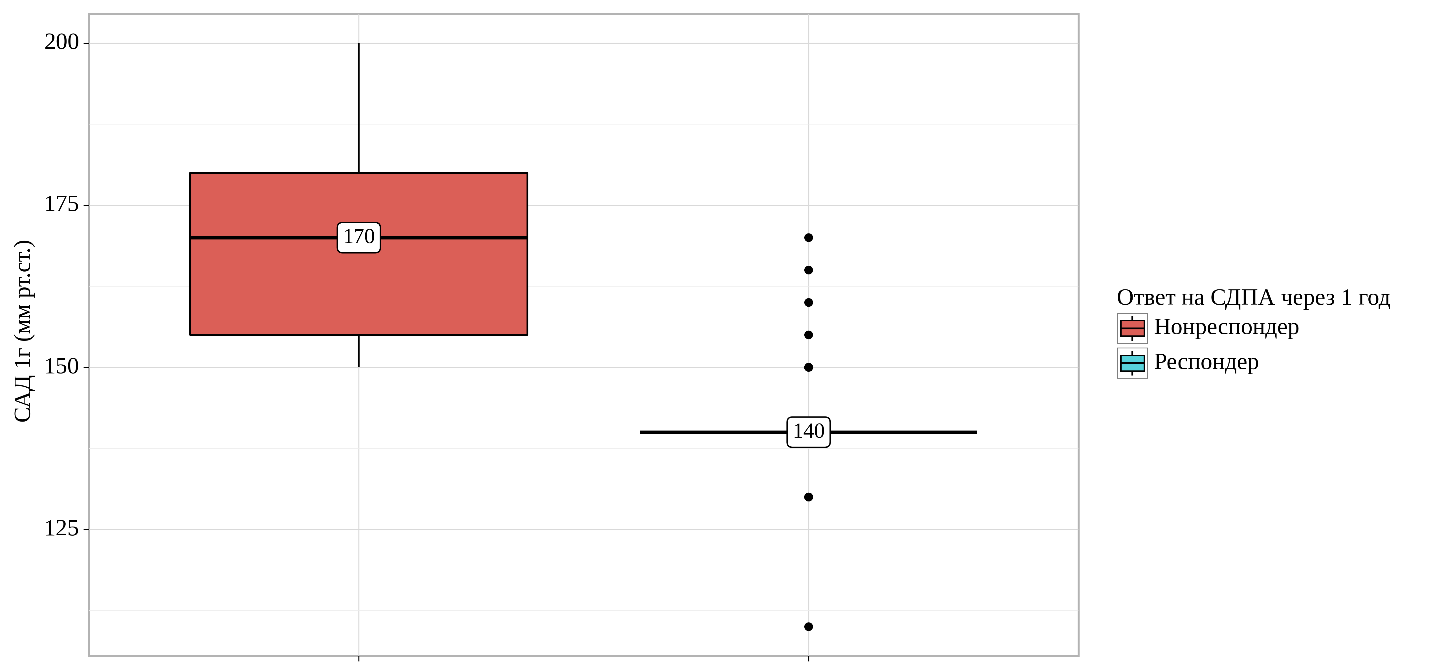 200
175
150
125
САД 1г (мм рт.ст.)
170
140
Ответ на СДПА через 1 год
Нонреспондер
Респондер